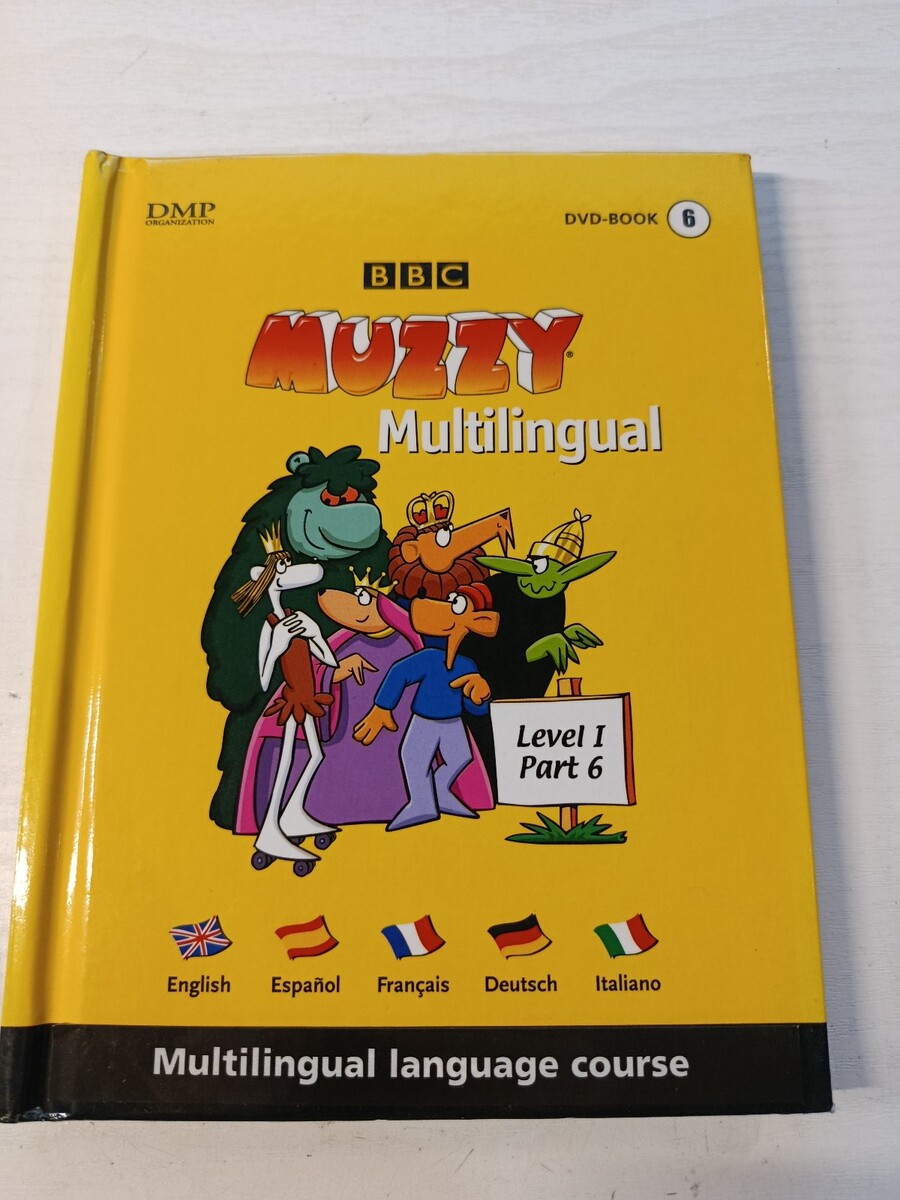 DMP
ORGANIZATION
DVD-BOOK 6
BBC
MUZZY®
Multilingual
Level I
Part 6
English Español Français Deutsch Italiano
Multilingual language course